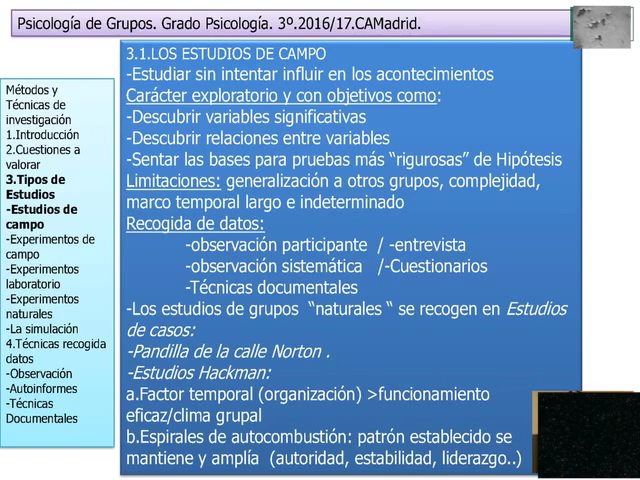 Psicología de Grupos. Grado Psicología. 3º.2016/17.CAMadrid.
Métodos y
Técnicas de
investigación
1.Introducción
2.Cuestiones a
valorar
3.Tipos de
Estudios
-Estudios de
campo
-Experimentos de
campo
-Experimentos
laboratorio
-Experimentos
naturales
-La simulación
4.Técnicas recogida
datos
-Observación
-Autoinformes
-Técnicas
Documentales
3.1.LOS ESTUDIOS DE CAMPO
-Estudiar sin intentar influir en los acontecimientos
Carácter exploratorio y con objetivos como:
-Descubrir variables significativas
-Descubrir relaciones entre variables
-Sentar las bases para pruebas más “rigurosas” de Hipótesis
Limitaciones: generalización a otros grupos, complejidad,
marco temporal largo e indeterminado
Recogida de datos:
-observación participante / -entrevista
-observación sistemática /-Cuestionarios
-Técnicas documentales
-Los estudios de grupos “naturales “ se recogen en Estudios
de casos:
-Pandilla de la calle Norton .
-Estudios Hackman:
a.Factor temporal (organización) >funcionamiento
eficaz/clima grupal
b.Espirales de autocombustión: patrón establecido se
mantiene y amplía (autoridad, estabilidad, liderazgo..)